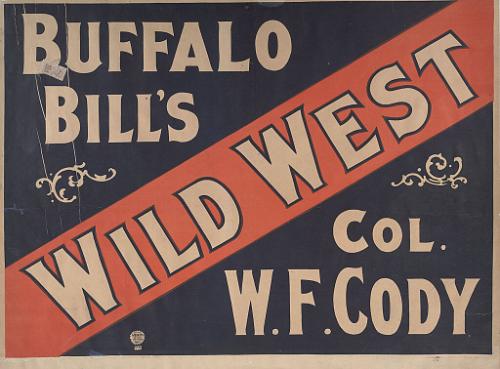 BUFFALO
BILL'S
WILD WEST
COL.
W.F. CODY